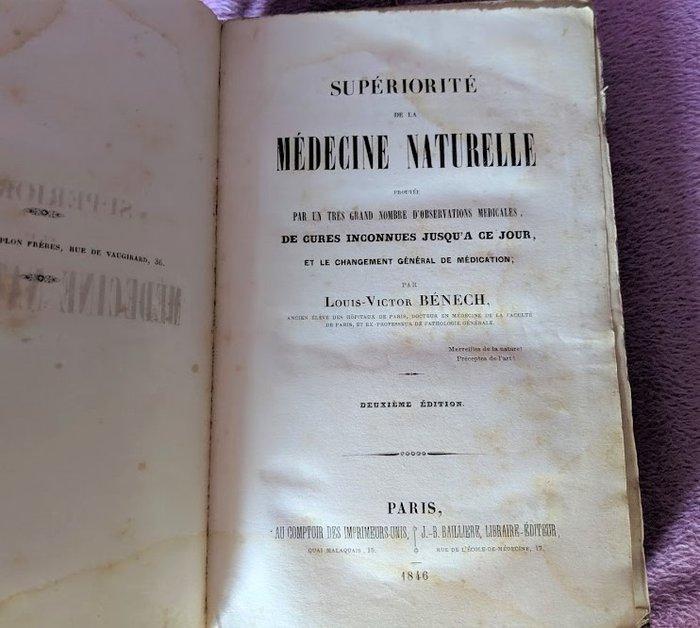 PLON FRÈRES, RUE DE VAUGIRARD, 36.
SUPÉRIORITÉ
DE LA
MÉDECINE NATURELLE
PROUVÉE
PAR UN TRÈS GRAND NOMBRE D'OBSERVATIONS MÉDICALES,
DE CURES INCONNUES JUSQU'A CE JOUR,
ET LE CHANGEMENT GÉNÉRAL DE MÉDICATION;
PAR
LOUIS-VICTOR BÉNECH,
ANCIEN ÉLÈVE DES HÔPITAUX DE PARIS, DOCTEUR EN MÉDECINE DE LA FACULTÉ
DE PARIS, ET EX-PROFESSEUR DE PATHOLOGIE GÉNÉRALE.
Merveilles de la nature!
Préceptes de l'art!
DEUXIÈME ÉDITION.
PARIS,
AU COMPTOIR DES IMPRIMEURS-UNIS,
QUAI MALAQUAIS, 15.
J.-B. BAILLIÈRE, LIBRAIRE-ÉDITEUR,
RUE DE L'ÉCOLE-DE-MÉDECINE, 17.
1846